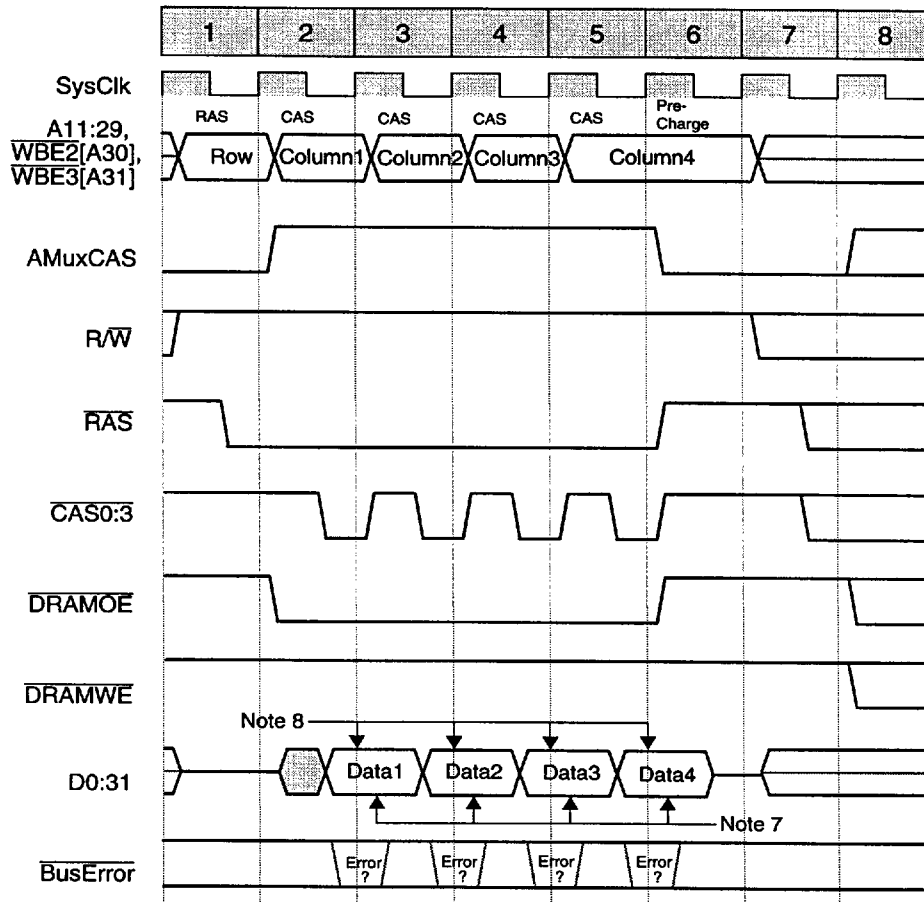 1 2 3 4 5 6 7 8
SysClk
RAS CAS CAS CAS CAS Pre-
Charge
A11:29,
WBE2[A30],
WBE3[A31]
Row Column1 Column2 Column3 Column4
AMuxCAS
R/W
RAS
CAS0:3
DRAMOE
DRAMWE
Note 8
D0:31
Data1 Data2 Data3 Data4
Note 7
BusError
Error
?
Error
?
Error
?
Error
?